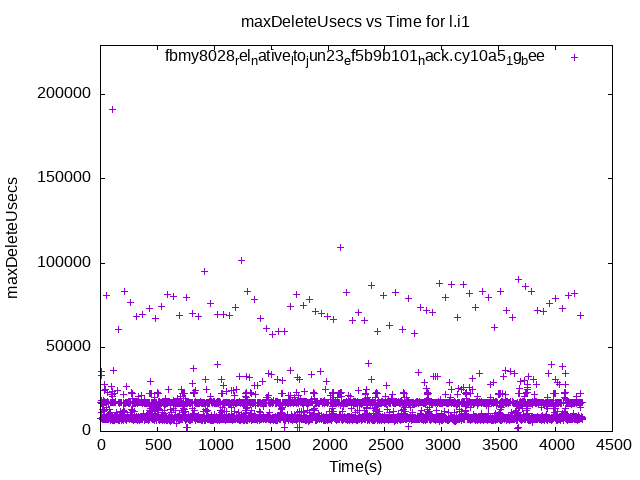 maxDeleteUsecs vs Time for l.i1
fbmy8028relnativeltojun23ef5b9b101hack.cy10a51gbee
200000
150000
100000
50000
0
maxDeleteUsecs
0 500 1000 1500 2000 2500 3000 3500 4000 4500
Time(s)